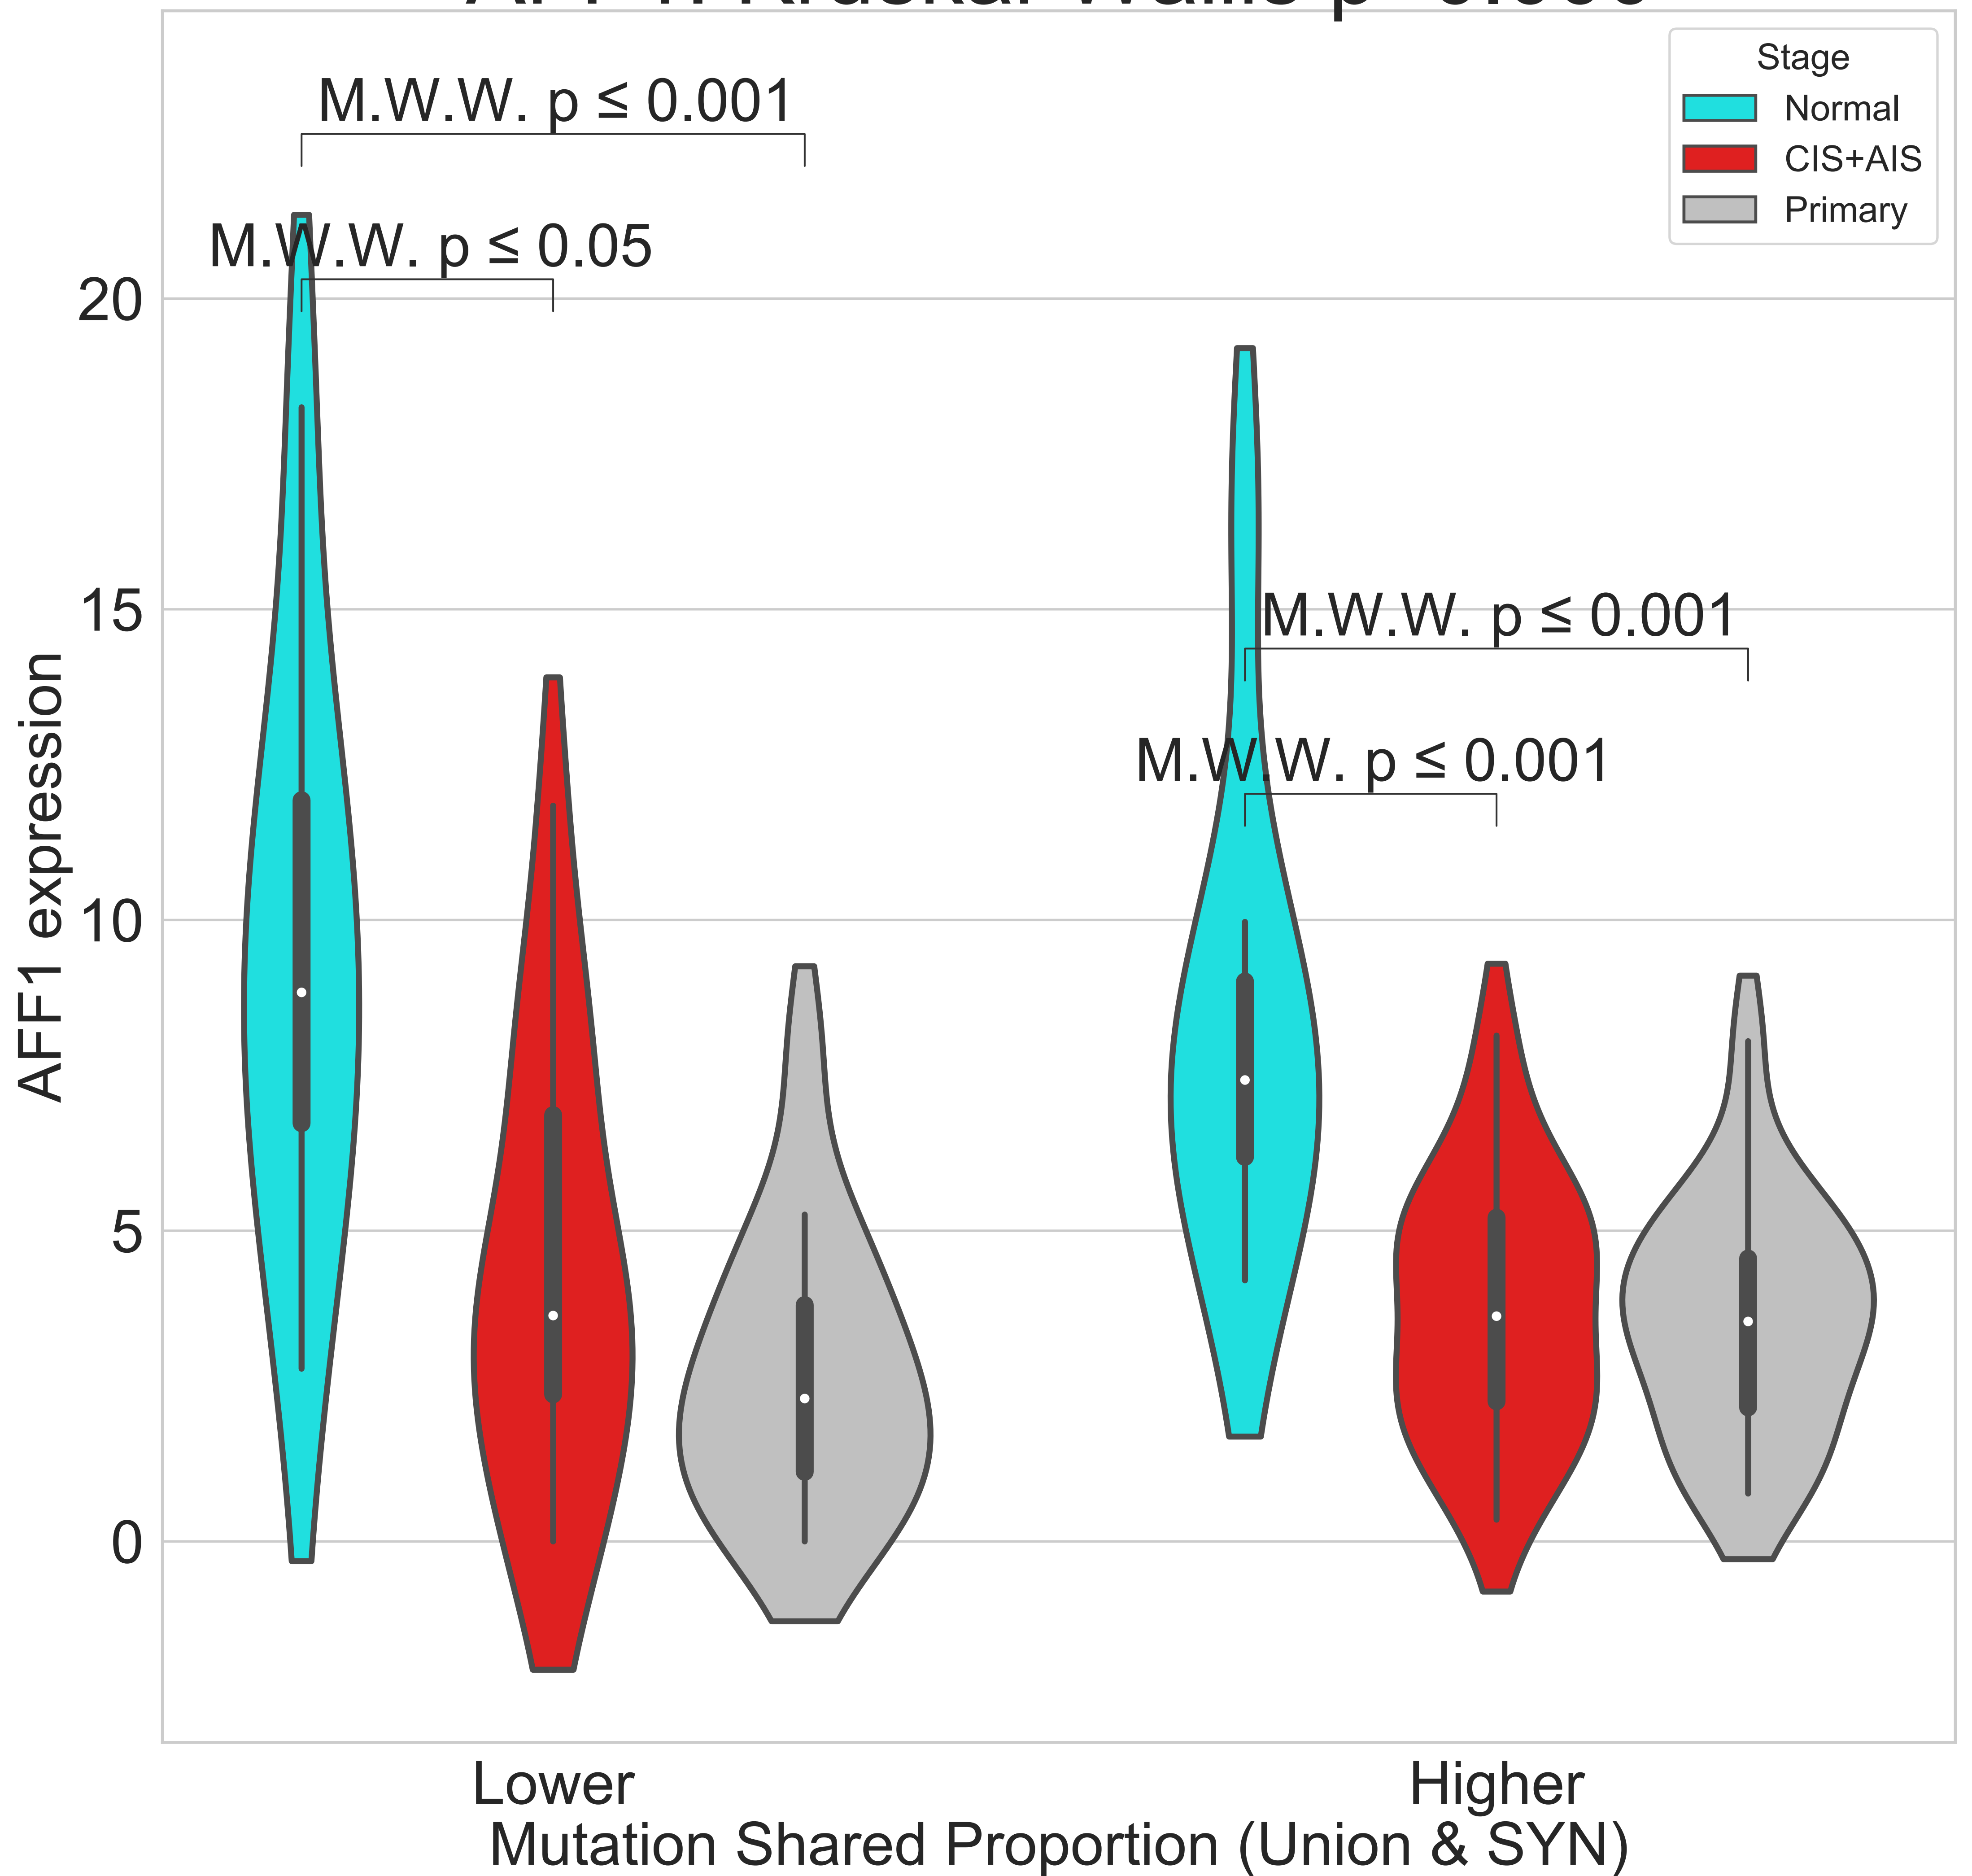 Stage
Normal
CIS+AIS
Primary
M.W.W. p ≤ 0.001
M.W.W. p ≤ 0.05
M.W.W. p ≤ 0.001
M.W.W. p ≤ 0.001
20
15
10
5
0
AFF1 expression
Lower
Higher
Mutation Shared Proportion (Union & SYN)